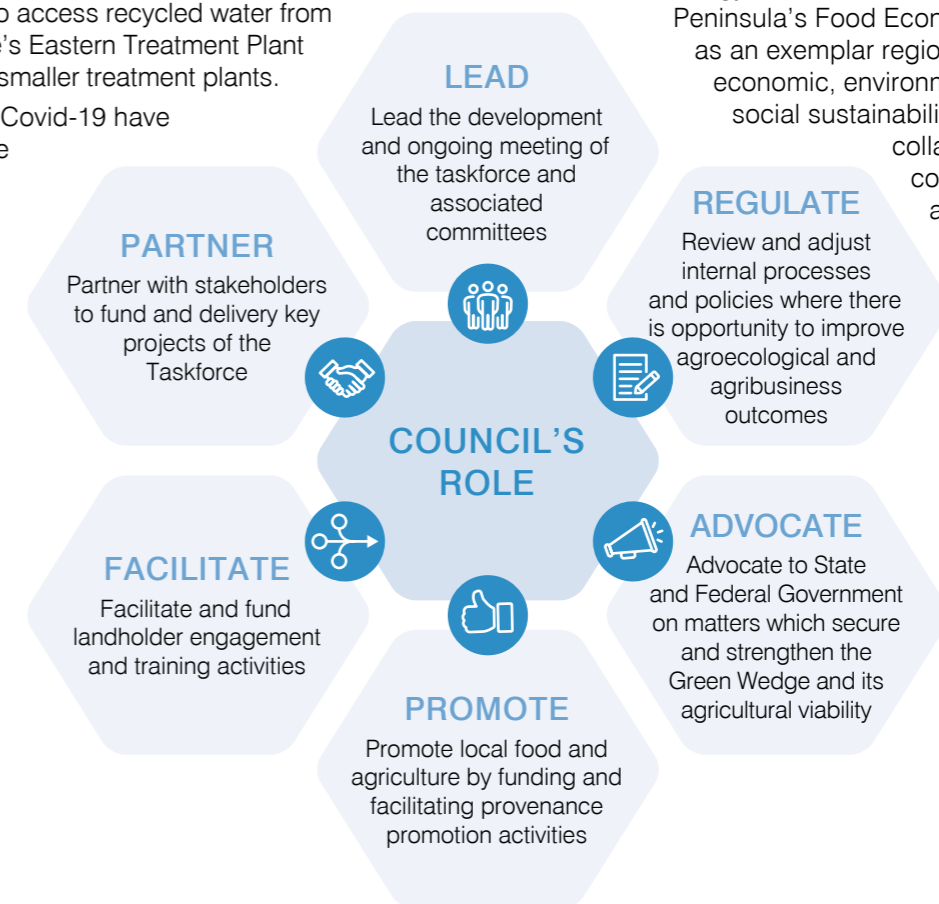 o access recycled water from
e's Eastern Treatment Plant
smaller treatment plants.
Covid-19 have
e
Peninsula's Food Econ
as an exemplar regio
economic, environm
social sustainabili
colla
co
a
LEAD
Lead the development
and ongoing meeting of
the taskforce and
associated
committees
REGULATE
Review and adjust
internal processes
and policies where there
is opportunity to improve
agroecological and
agribusiness
outcomes
ADVOCATE
Advocate to State
and Federal Government
on matters which secure
and strengthen the
Green Wedge and its
agricultural viability
PROMOTE
Promote local food and
agriculture by funding and
facilitating provenance
promotion activities
FACILITATE
Facilitate and fund
landholder engagement
and training activities
PARTNER
Partner with stakeholders
to fund and delivery key
projects of the
Taskforce
COUNCIL'S
ROLE